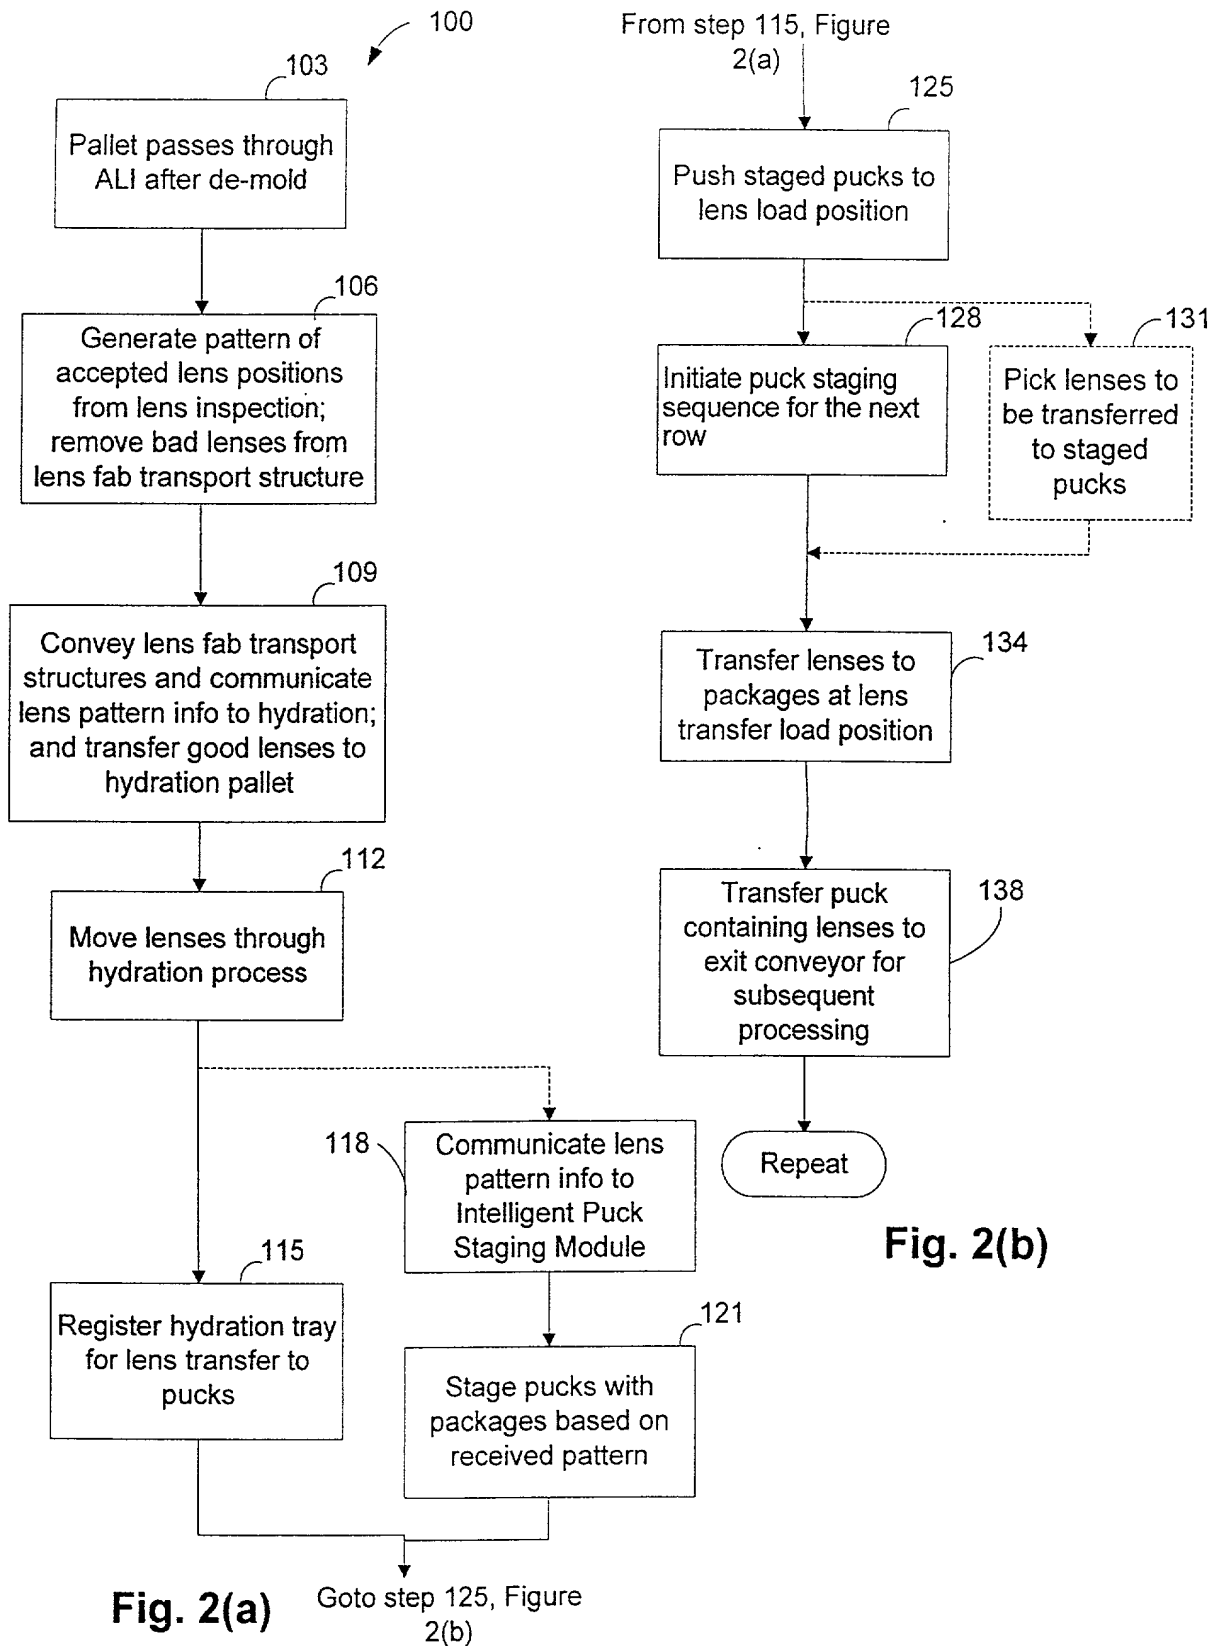 100
103
Pallet passes through
ALI after de-mold
106
Generate pattern of
accepted lens positions
from lens inspection;
remove bad lenses from
lens fab transport structure
109
Convey lens fab transport
structures and communicate
lens pattern info to hydration;
and transfer good lenses to
hydration pallet
112
Move lenses through
hydration process
118
Communicate lens
pattern info to
Intelligent Puck
Staging Module
115
Register hydration tray
for lens transfer to
pucks
121
Stage pucks with
packages based on
received pattern
Goto step 125, Figure
2(b)
Fig. 2(a)
From step 115, Figure
2(a)
125
Push staged pucks to
lens load position
128
Initiate puck staging
sequence for the next
row
131
Pick lenses to
be transferred
to staged
pucks
134
Transfer lenses to
packages at lens
transfer load position
138
Transfer puck
containing lenses to
exit conveyor for
subsequent
processing
Repeat
Fig. 2(b)